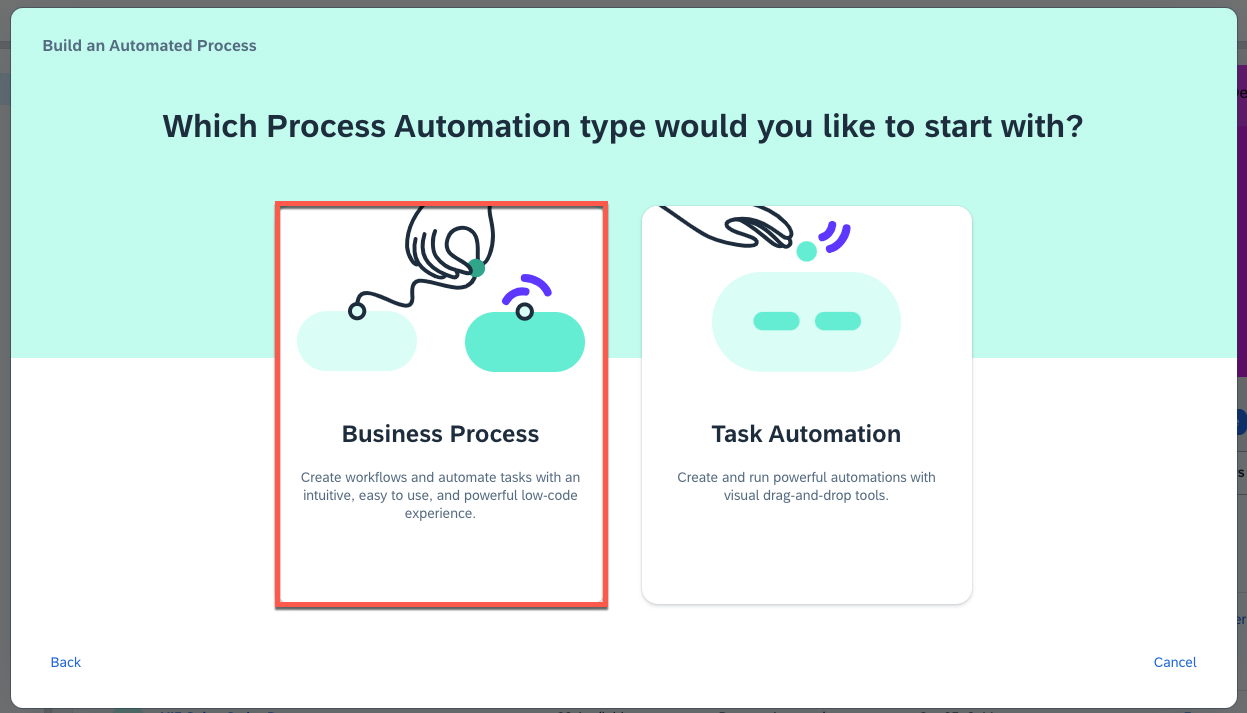 Build an Automated Process
Which Process Automation type would you like to start with?
Business Process
Create workflows and automate tasks with an
intuitive, easy to use, and powerful low-code
experience.
Task Automation
Create and run powerful automations with
visual drag-and-drop tools.
Back
Cancel